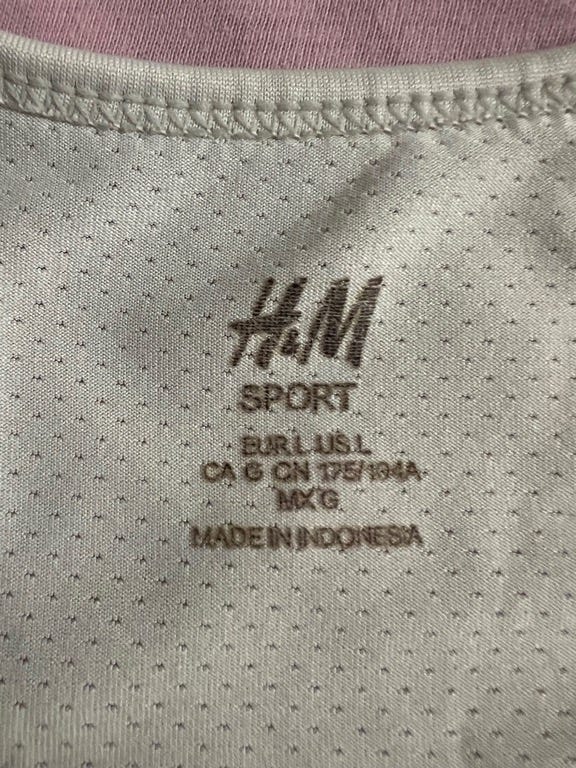 H&M
SPORT
EUR L US L
CA G CN 175/104A
MX G
MADE IN INDONESIA